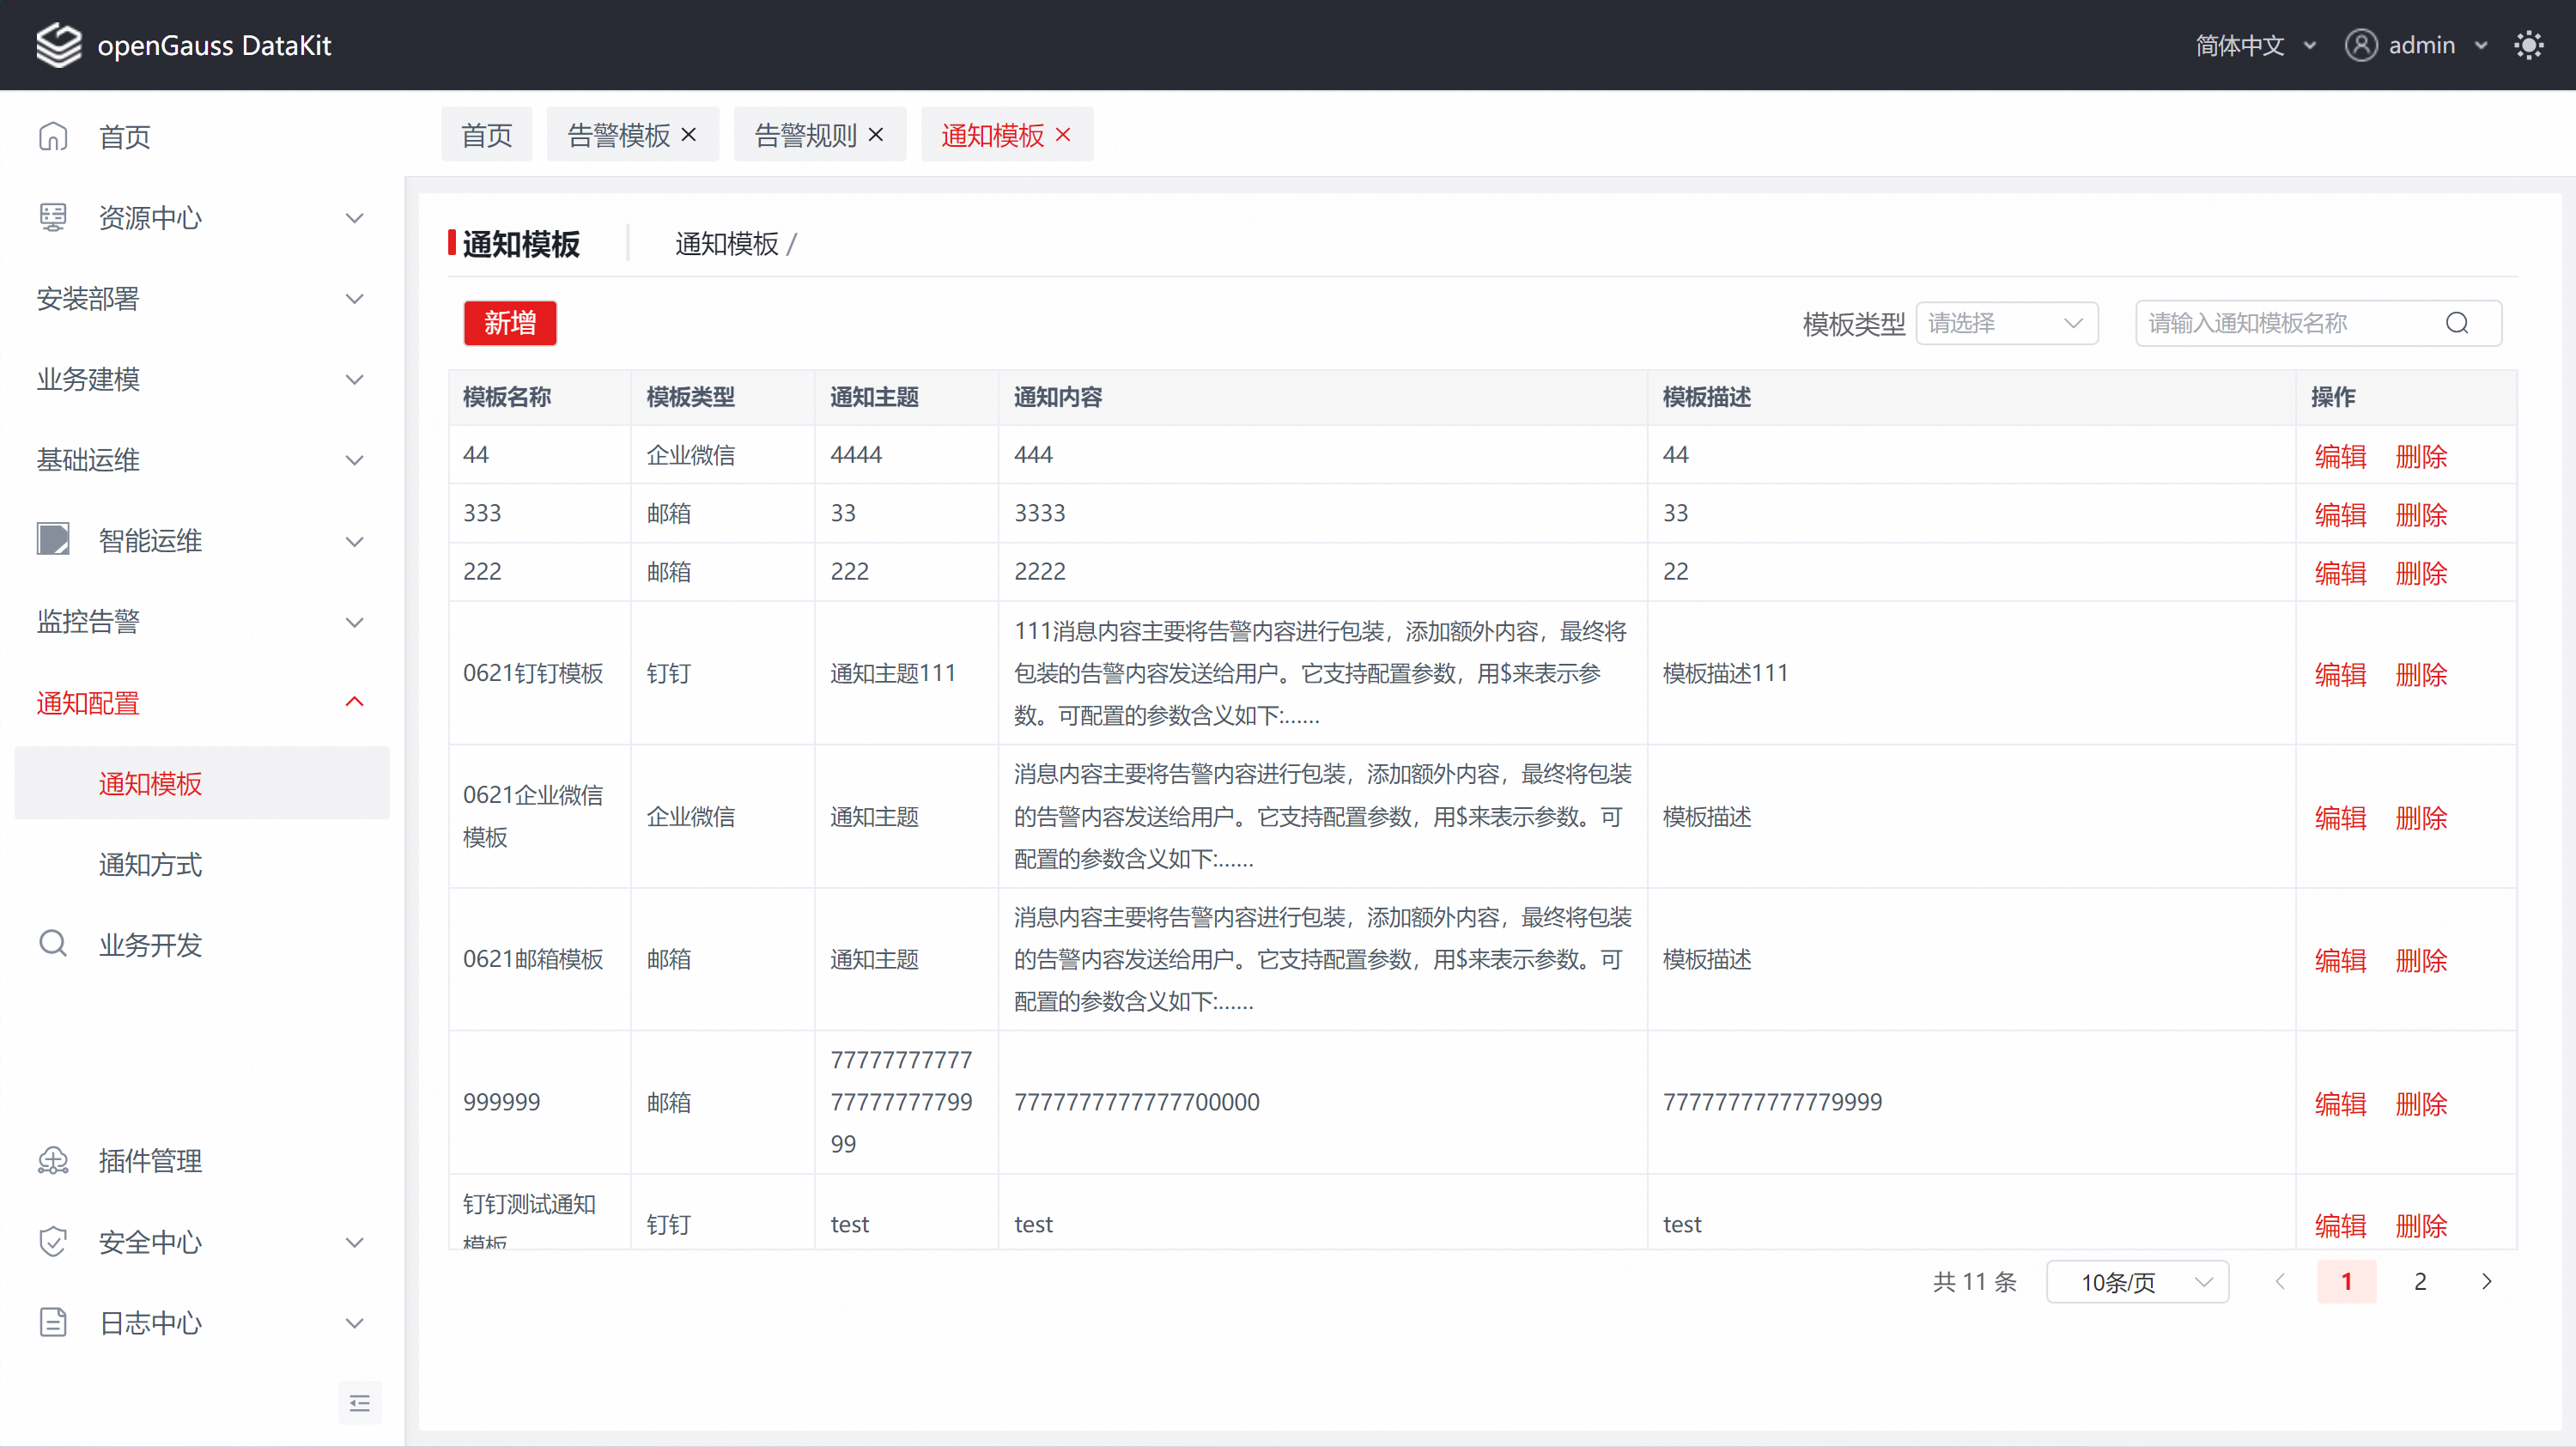 openGauss DataKit
简体中文
admin
首页
资源中心
安装部署
业务建模
基础运维
智能运维
监控告警
通知配置
通知模板
通知方式
业务开发
插件管理
安全中心
日志中心
首页 告警模板 告警规则 通知模板
通知模板 通知模板 /
新增 模板类型 请选择 请输入通知模板名称
模板名称 模板类型 通知主题 通知内容 模板描述 操作
44 企业微信 4444 444 44 编辑 删除
333 邮箱 33 3333 33 编辑 删除
222 邮箱 222 2222 22 编辑 删除
0621钉钉模板 钉钉 通知主题111
111消息内容主要将告警内容进行包装，添加额外内容，最终将
包装的告警内容发送给用户。它支持配置参数，用$来表示参
数。可配置的参数含义如下:......
模板描述111 编辑 删除
0621企业微信
模板
企业微信 通知主题
消息内容主要将告警内容进行包装，添加额外内容，最终将包装
的告警内容发送给用户。它支持配置参数，用$来表示参数。可
配置的参数含义如下:......
模板描述 编辑 删除
0621邮箱模板 邮箱 通知主题
消息内容主要将告警内容进行包装，添加额外内容，最终将包装
的告警内容发送给用户。它支持配置参数，用$来表示参数。可
配置的参数含义如下:......
模板描述 编辑 删除
999999 邮箱
77777777777
77777777799
99
7777777777777700000 77777777777779999 编辑 删除
钉钉测试通知
模板
钉钉 test test test 编辑 删除
共 11 条 10条/页 1 2